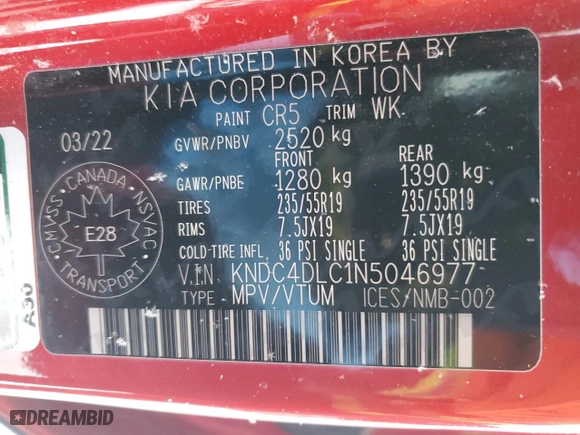 MANUFACTURED IN KOREA BY
KIA CORPORATION
PAINT CR5 TRIM WK
03/22
GVWR/PNBV 2520 kg
FRONT REAR
GAWR/PNBE 1280 kg 1390 kg
TIRES 235/55R19 235/55R19
RIMS 7.5JX19 7.5JX19
COLD-TIRE INFL. 36 PSI SINGLE 36 PSI SINGLE
V.I.N KNDC4DLC1N5046977
TYPE MPV/VTUM ICES/NMB-002
CANADA
CMVSS NSVAC
E28
TRANSPORT
A30
DREAMBID